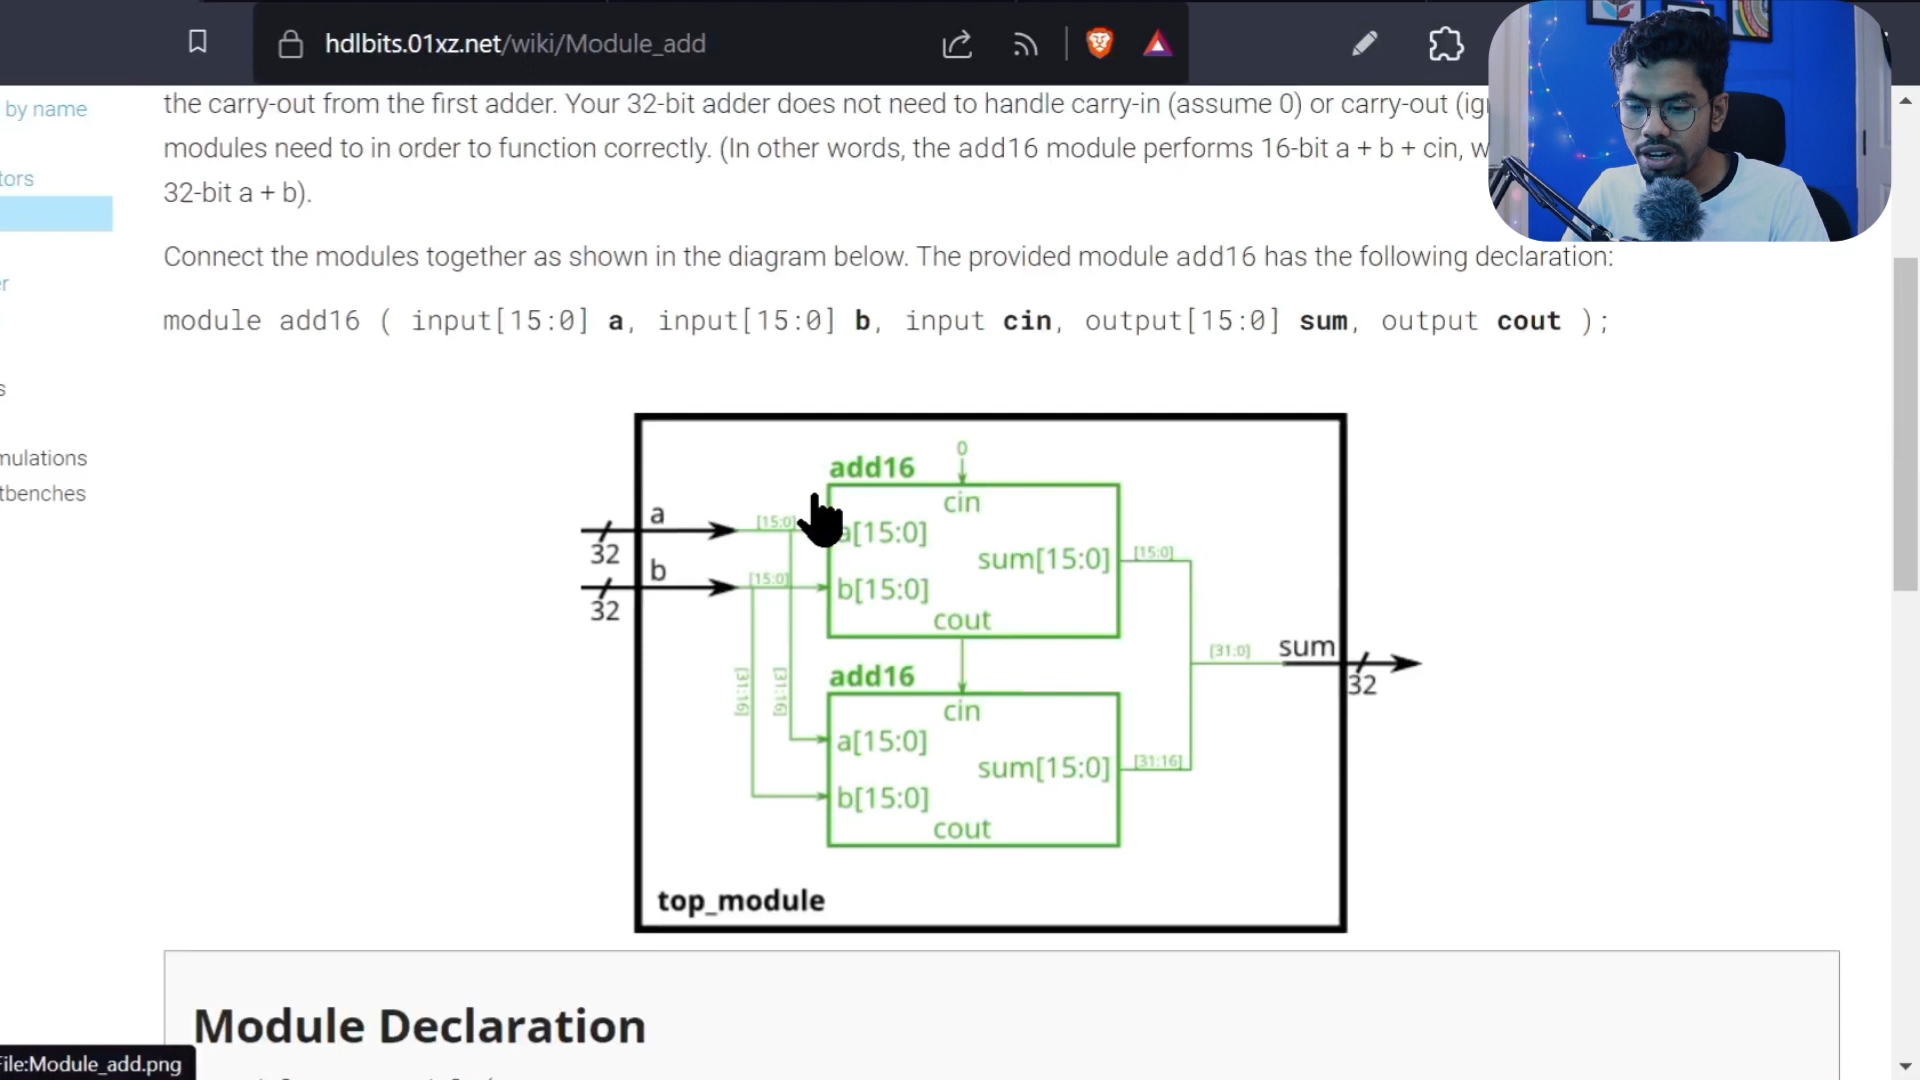 hdlbits.01xz.net/wiki/Module_add
by name
the carry-out from the first adder. Your 32-bit adder does not need to handle carry-in (assume 0) or carry-out
modules need to in order to function correctly. (In other words, the add16 module performs 16-bit a + b + cin,
32-bit a + b).
Connect the modules together as shown in the diagram below. The provided module add16 has the following declaration:
module add16 ( input[15:0] a, input[15:0] b, input cin, output[15:0] sum, output cout );
mulations
tbenches
0
add16
cin
a
[15:0]
a[15:0]
32
sum[15:0]
[15:0]
b
[15:0]
b[15:0]
32
cout
[31:0]
sum
32
add16
[31:16]
[31:16]
cin
a[15:0]
sum[15:0]
[31:16]
b[15:0]
cout
top_module
Module Declaration
File:Module_add.png